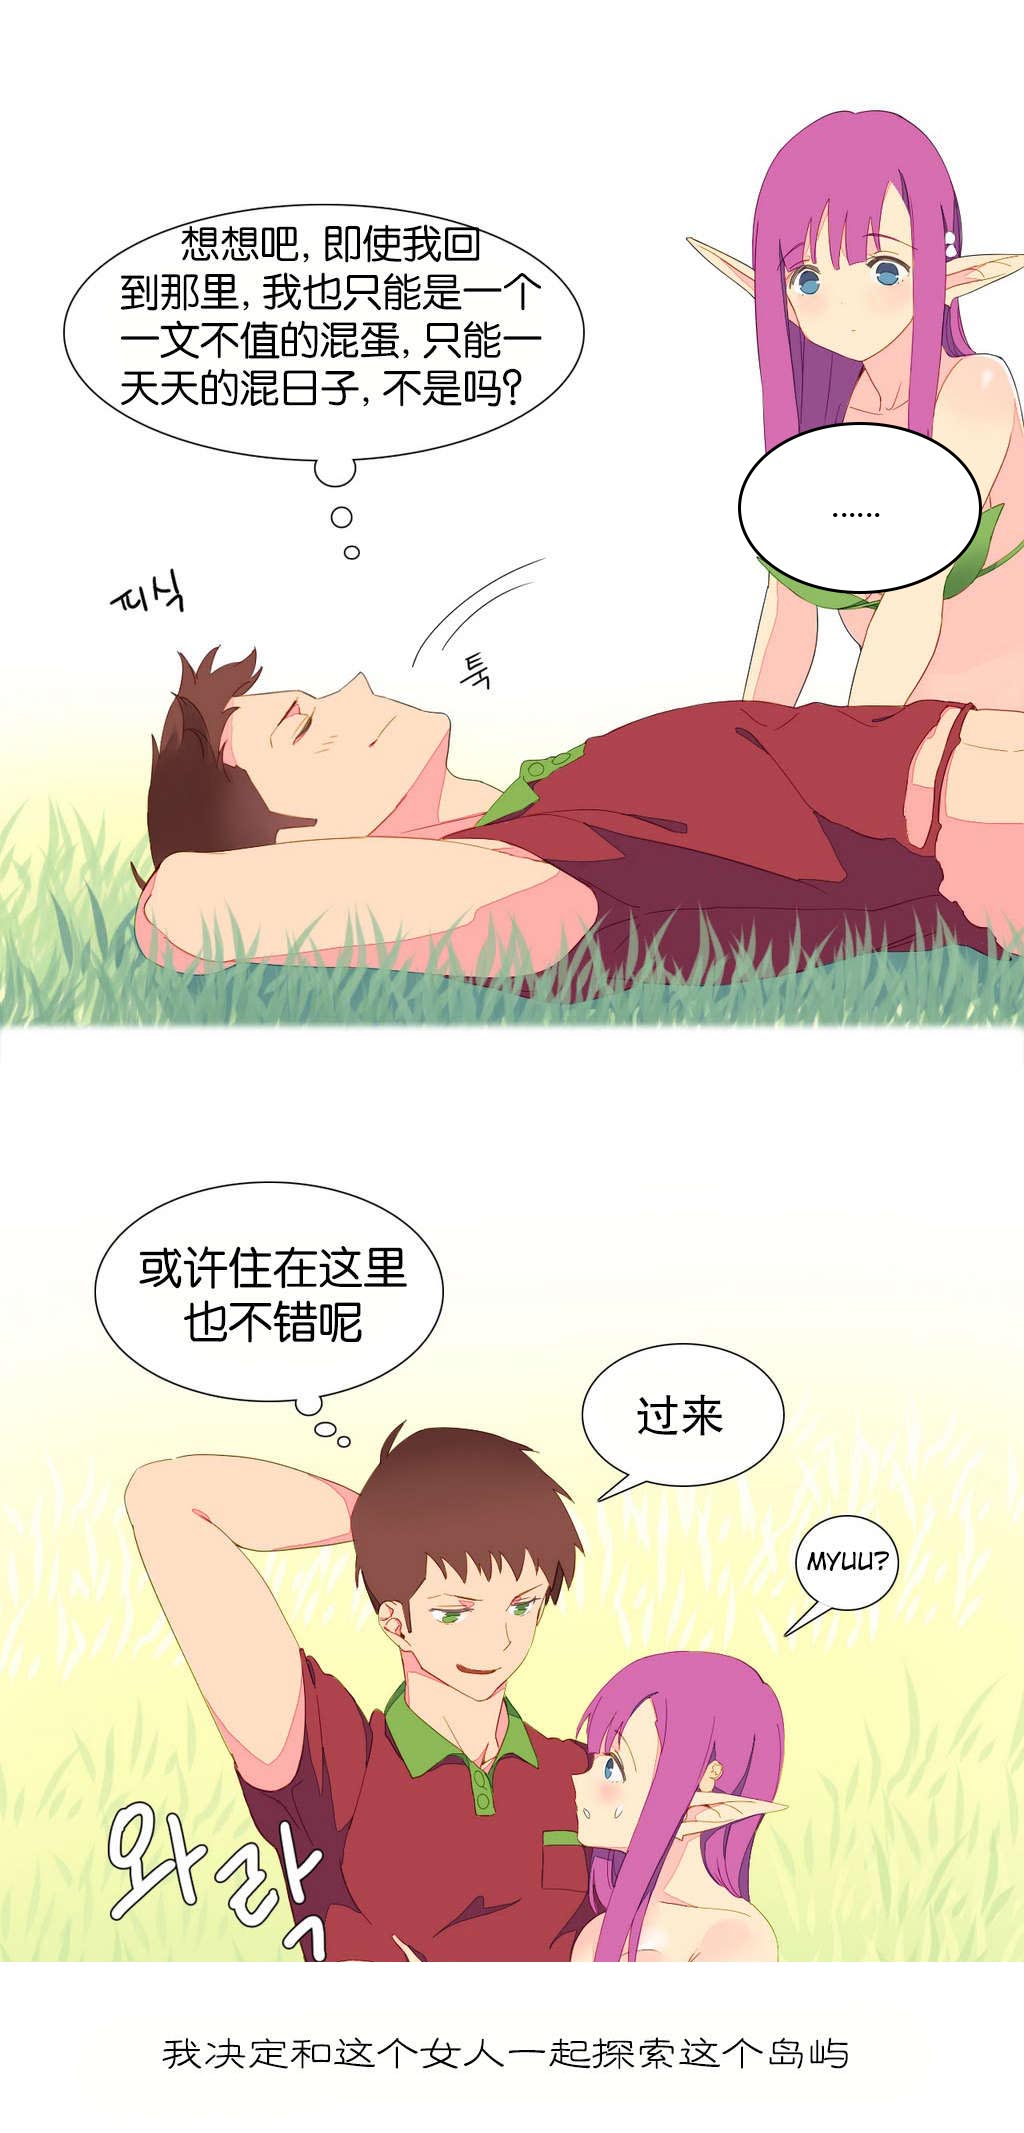 想想吧, 即使我回
到那里, 我也只能是一个
一文不值的混蛋, 只能一
天天的混日子, 不是吗?
......
피식
툭
或许住在这里
也不错呢
过来
MYUU?
와락
我决定和这个女人一起探索这个岛屿